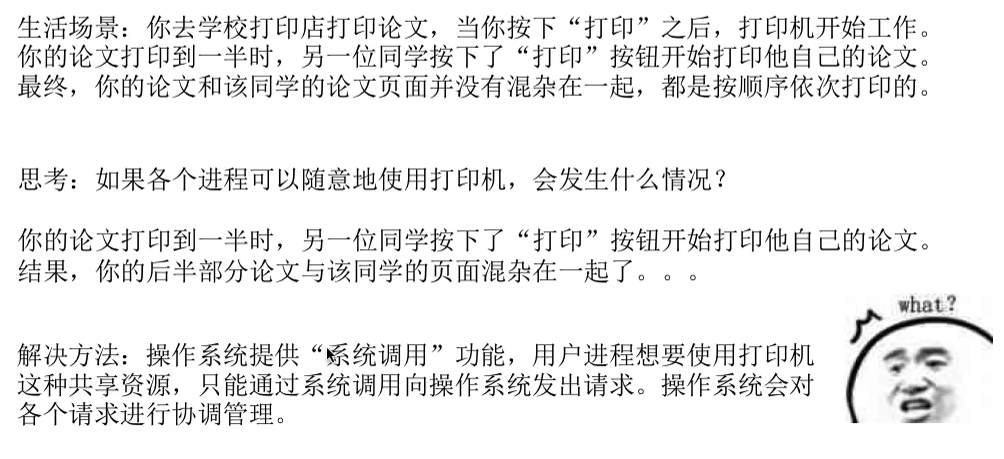 生活场景：你去学校打印店打印论文，当你按下“打印”之后，打印机开始工作。
你的论文打印到一半时，另一位同学按下了“打印”按钮开始打印他自己的论文。
最终，你的论文和该同学的论文页面并没有混杂在一起，都是按顺序依次打印的。
思考：如果各个进程可以随意地使用打印机，会发生什么情况？
你的论文打印到一半时，另一位同学按下了“打印”按钮开始打印他自己的论文。
结果，你的后半部分论文与该同学的页面混杂在一起了。。。
what?
解决方法：操作系统提供“系统调用”功能，用户进程想要使用打印机
这种共享资源，只能通过系统调用向操作系统发出请求。操作系统会对
各个请求进行协调管理。